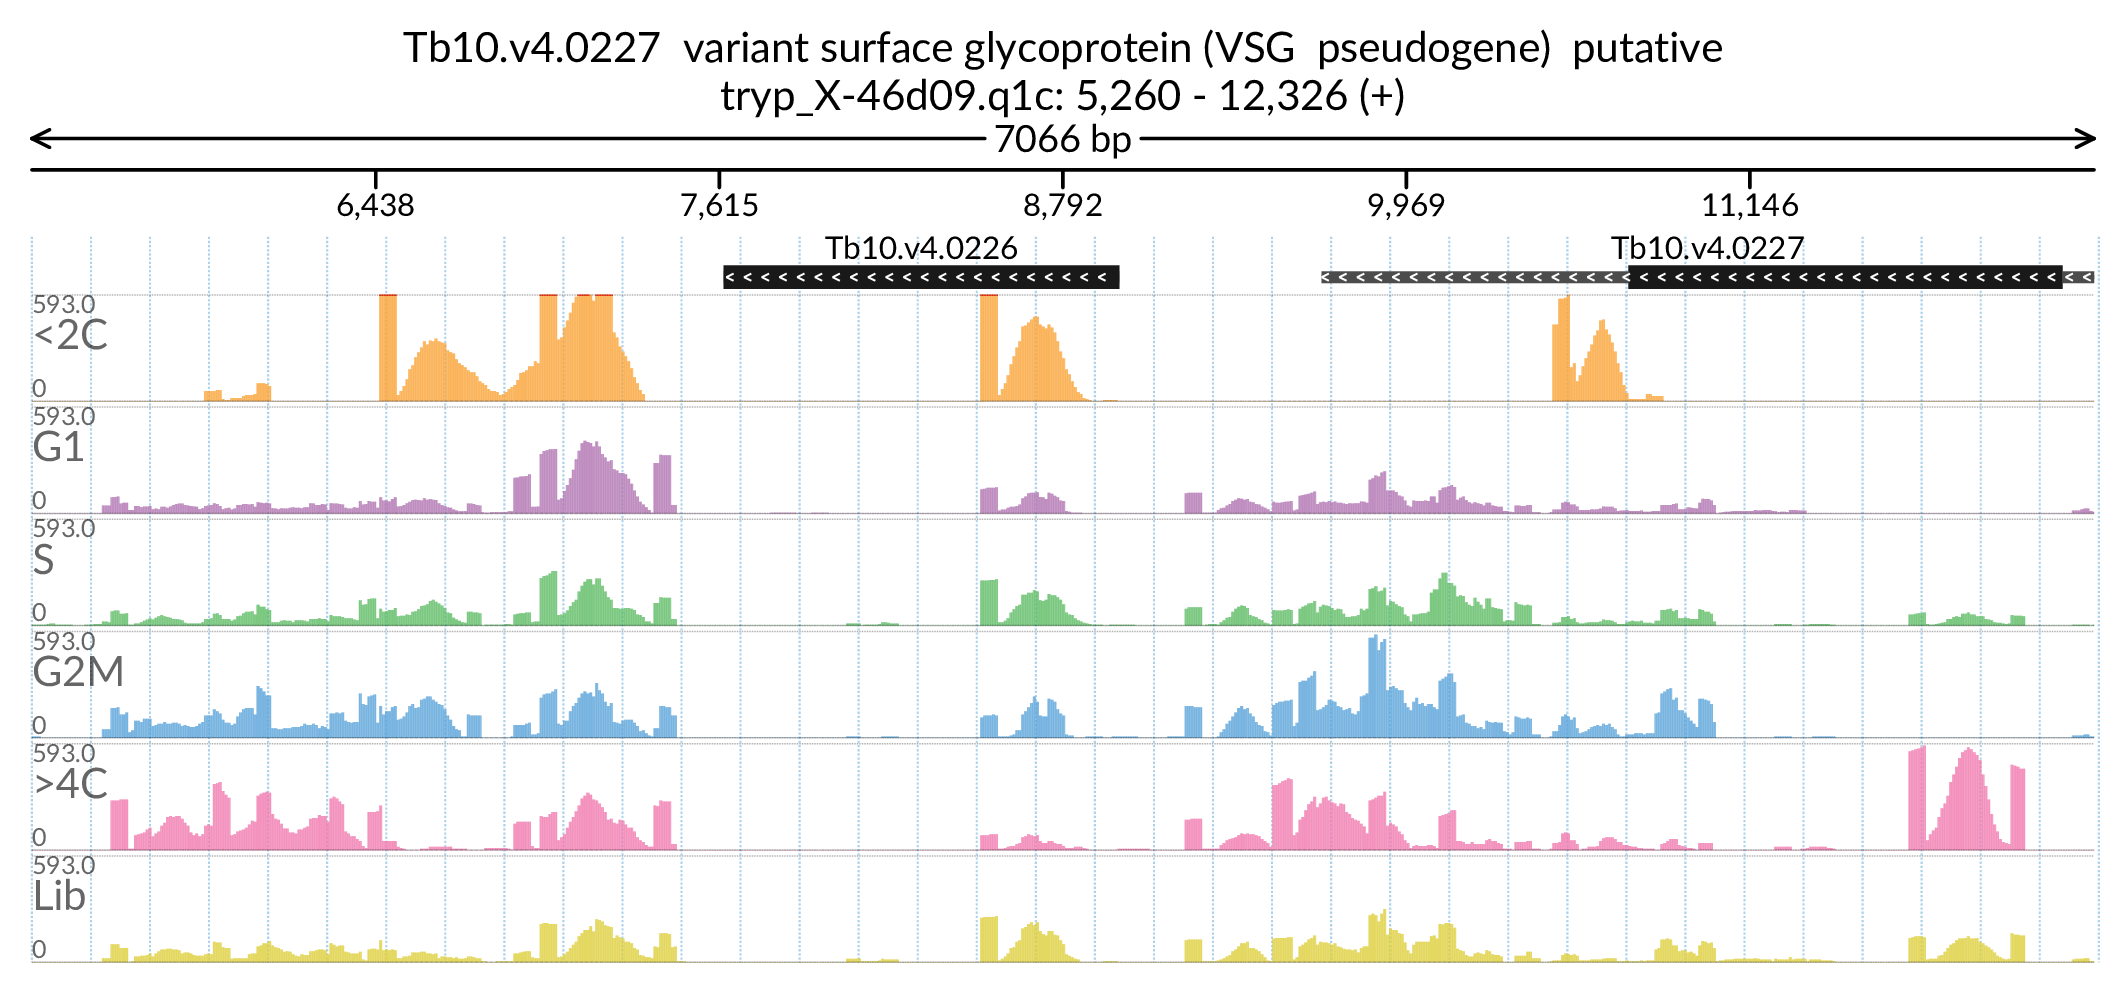 Tb10.v4.0227  variant surface glycoprotein (VSG  pseudogene)  putative
tryp_X-46d09.q1c: 5,260 - 12,326 (+)
7066 bp
6,438 7,615 8,792 9,969 11,146
Tb10.v4.0226 Tb10.v4.0227
593.0
<2C
0
593.0
G1
0
593.0
S
0
593.0
G2M
0
593.0
>4C
0
593.0
Lib
0